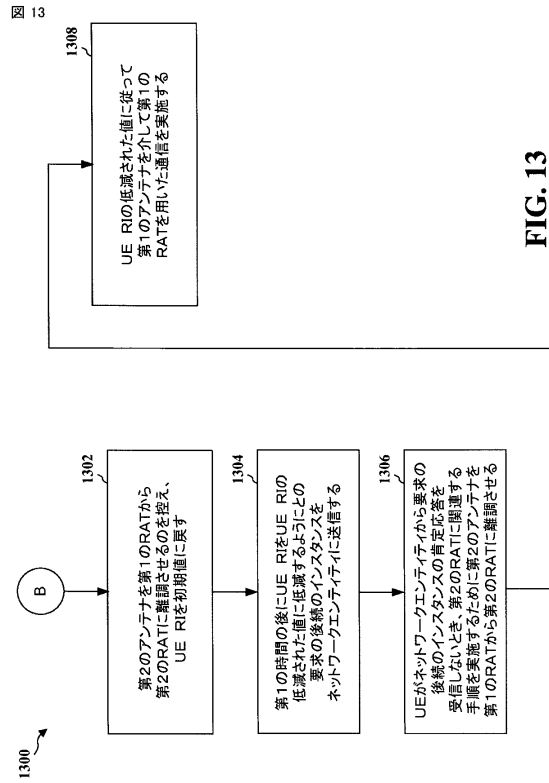 図 13
1300
B
1302
第2のアンテナを第1のRATから
第2のRATに離調させるのを控え、
UE RIを初期値に戻す
1304
第1の時間の後にUE RIをUE RIの
低減された値に低減するようにとの
要求の後続のインスタンスを
ネットワークエンティティに送信する
1306
UEがネットワークエンティティから要求の
後続のインスタンスの肯定応答を
受信しないとき、第2のRATに関連する
手順を実施するために第2のアンテナを
第1のRATから第2のRATに離調させる
1308
UE RIの低減された値に従って
第1のアンテナを介して第1の
RATを用いた通信を実施する
FIG. 13